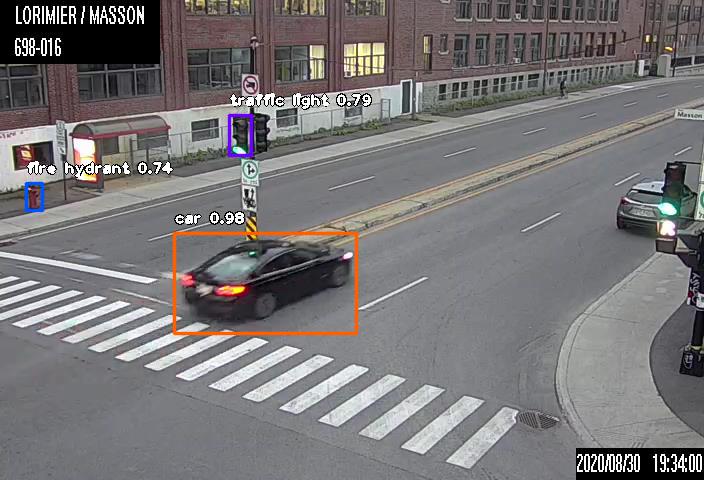 LORIMIER / MASSON
698-016
traffic light 0.79
fire hydrant 0.74
car 0.98
Masson
2020/08/30 19:34:00